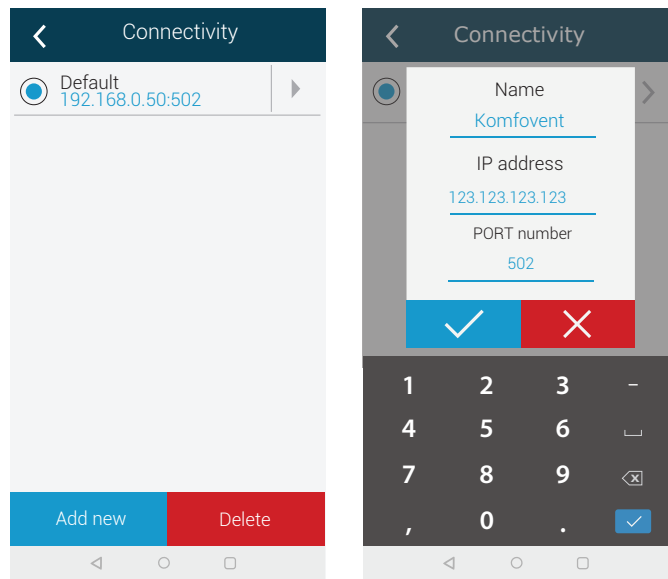 Connectivity
Default
192.168.0.50:502
Add new
Delete
Connectivity
Name
Komfovent
IP address
123.123.123.123
PORT number
502
1 2 3 –
4 5 6
7 8 9
, 0 .